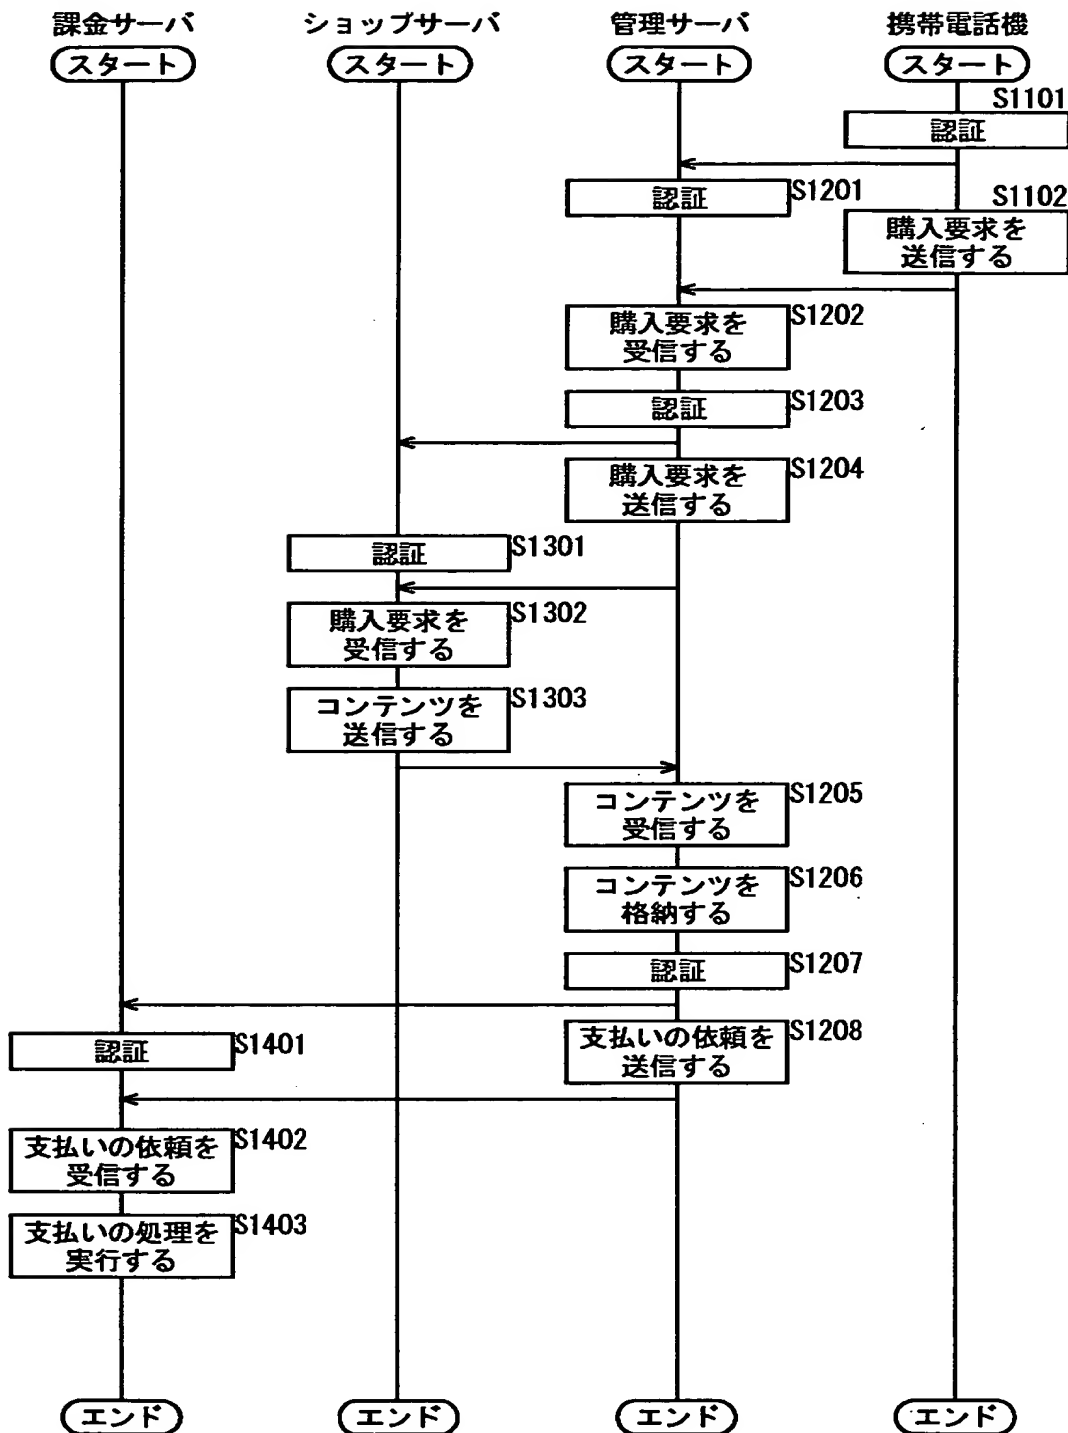 課金サーバ
ショップサーバ
管理サーバ
携帯電話機
スタート
スタート
スタート
スタート
S1101
認証
認証
S1201
S1102
購入要求を
送信する
購入要求を
受信する
S1202
認証
S1203
購入要求を
送信する
S1204
認証
S1301
購入要求を
受信する
S1302
コンテンツを
送信する
S1303
コンテンツを
受信する
S1205
コンテンツを
格納する
S1206
認証
S1207
支払いの依頼を
送信する
S1208
認証
S1401
支払いの依頼を
受信する
S1402
支払いの処理を
実行する
S1403
エンド
エンド
エンド
エンド